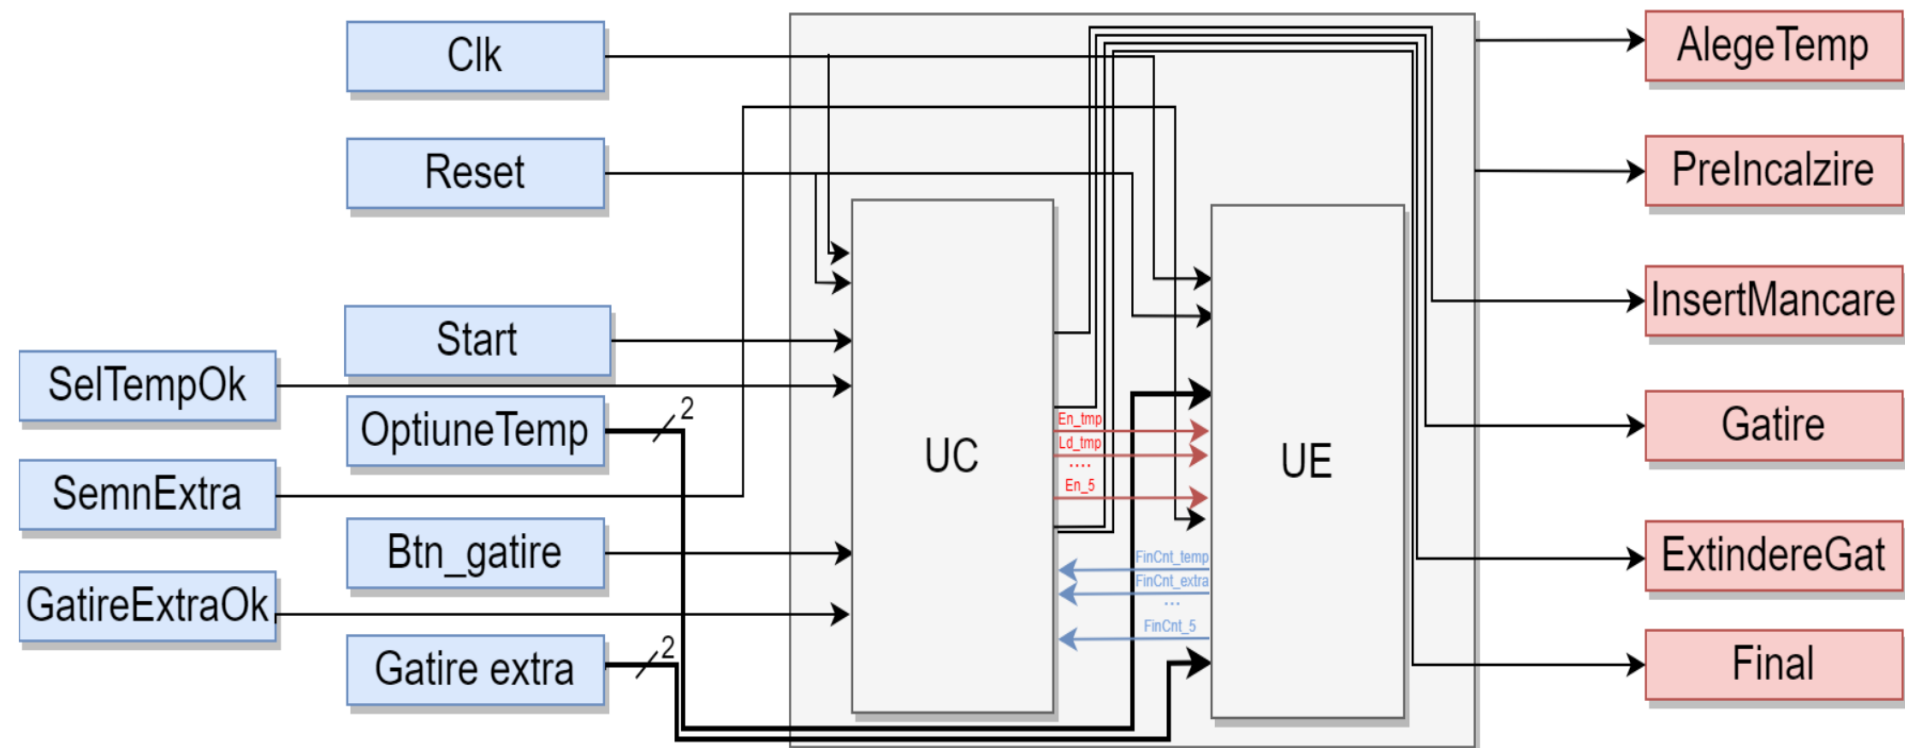 Clk
Reset
Start
SelTempOk
OptiuneTemp
2
SemnExtra
Btn_gatire
GatireExtraOk
Gatire extra
2
UC
En_tmp
Ld_tmp
....
En_5
FinCnt_temp
FinCnt_extra
...
FinCnt_5
UE
AlegeTemp
PreIncalzire
InsertMancare
Gatire
ExtindereGat
Final